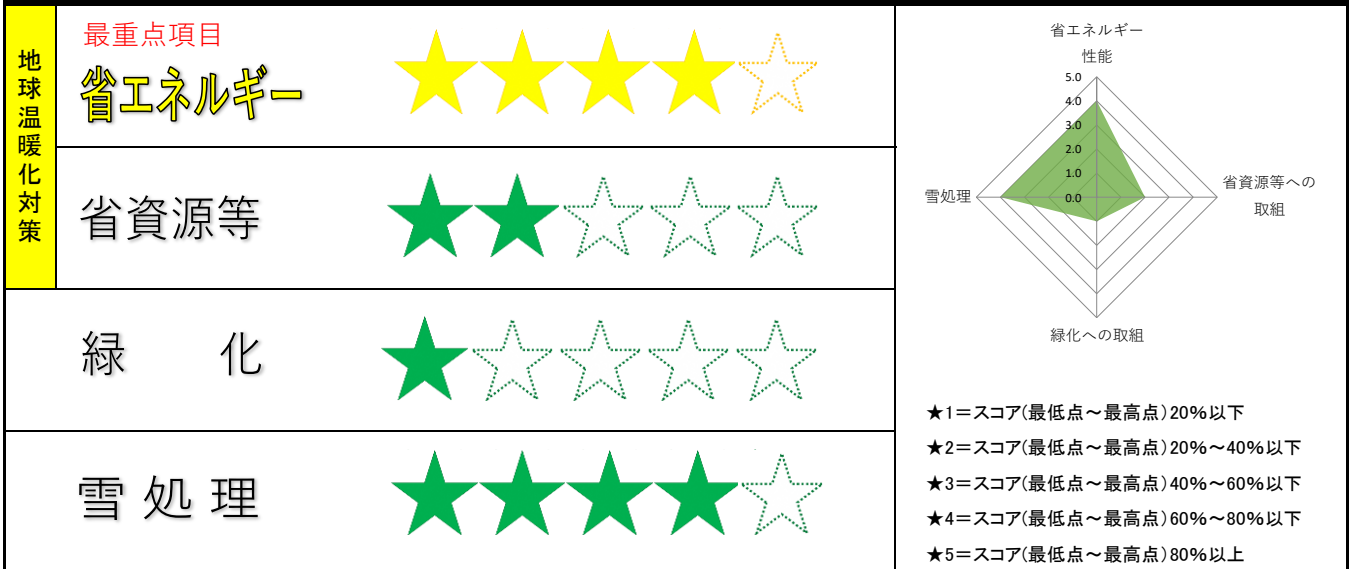 地球温暖化対策
最重点項目
省エネルギー
省資源等
緑 化
雪処理
省エネルギー
性能
5.0
4.0
3.0
2.0
1.0
0.0
雪処理
省資源等への
取組
緑化への取組
★1=スコア(最低点～最高点)20%以下
★2=スコア(最低点～最高点)20%～40%以下
★3=スコア(最低点～最高点)40%～60%以下
★4=スコア(最低点～最高点)60%～80%以下
★5=スコア(最低点～最高点)80%以上